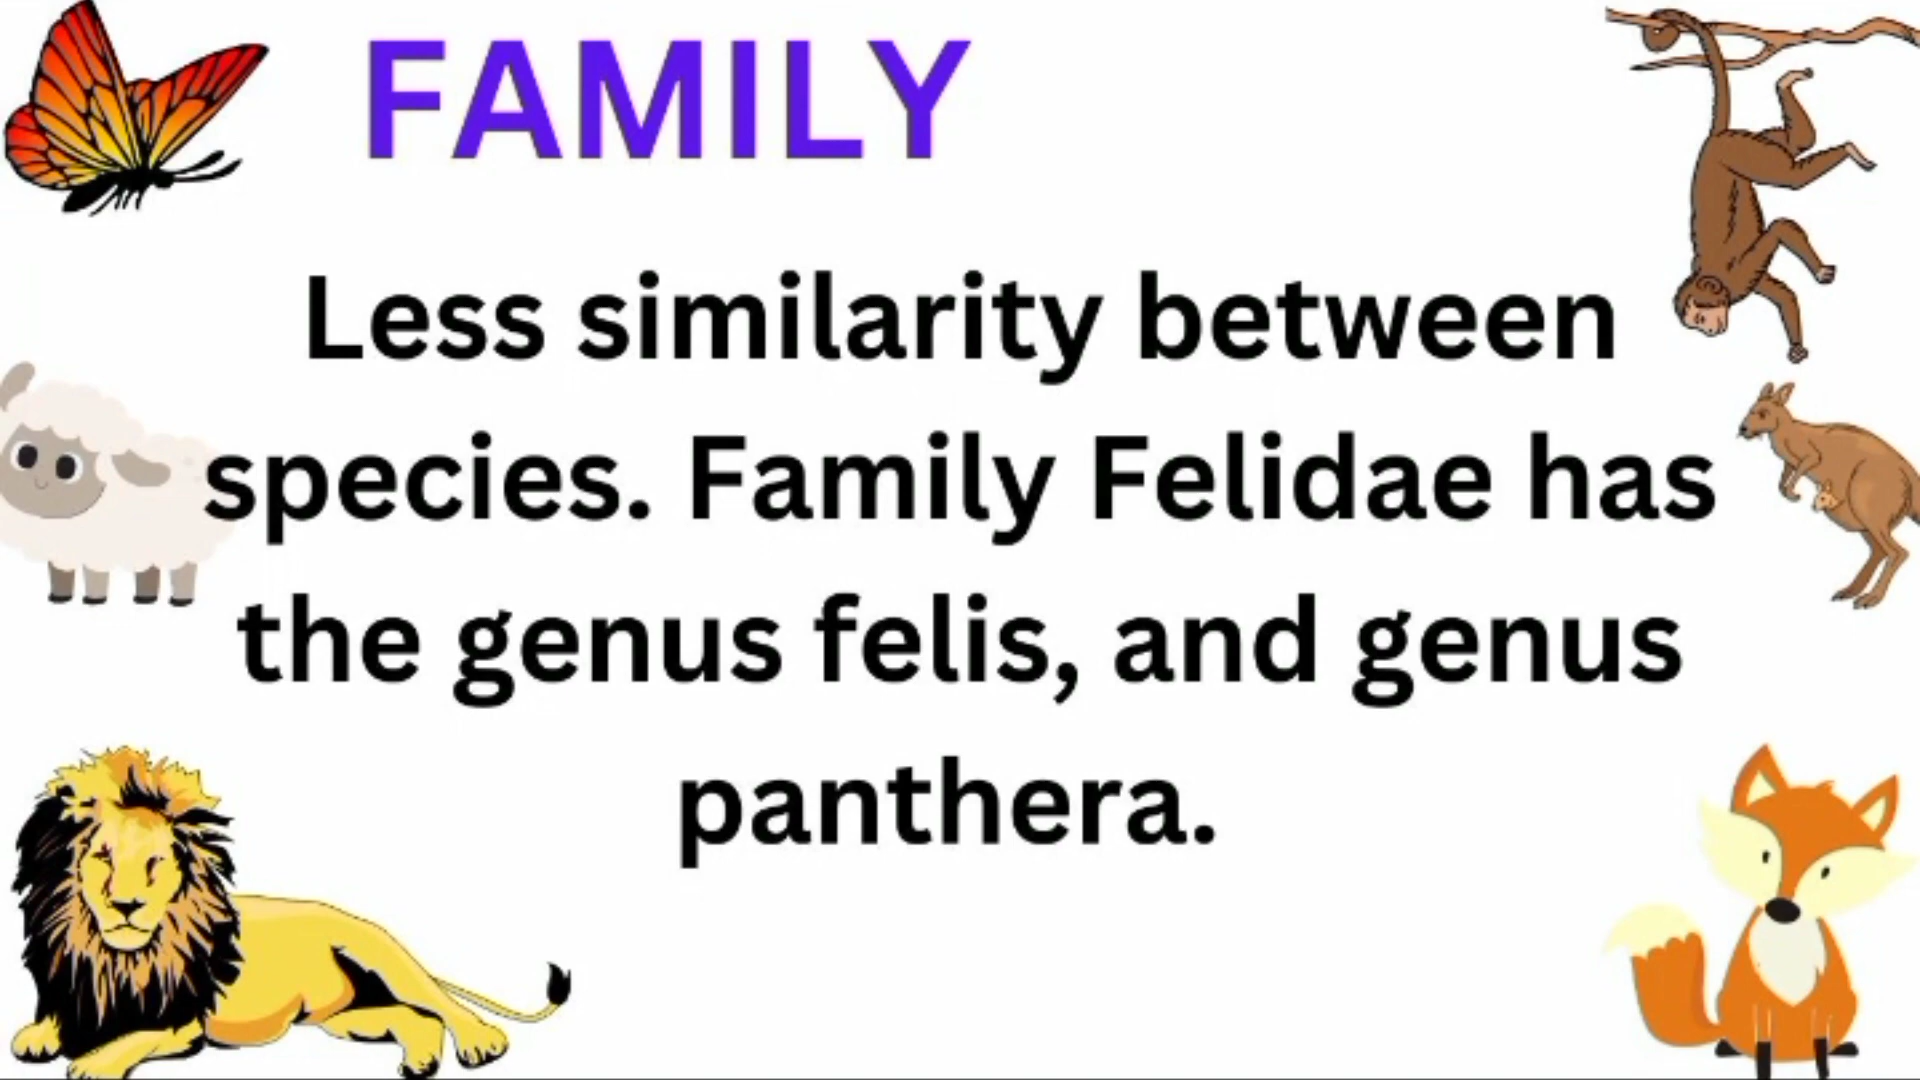 FAMILY
Less similarity between
species. Family Felidae has
the genus felis, and genus
panthera.